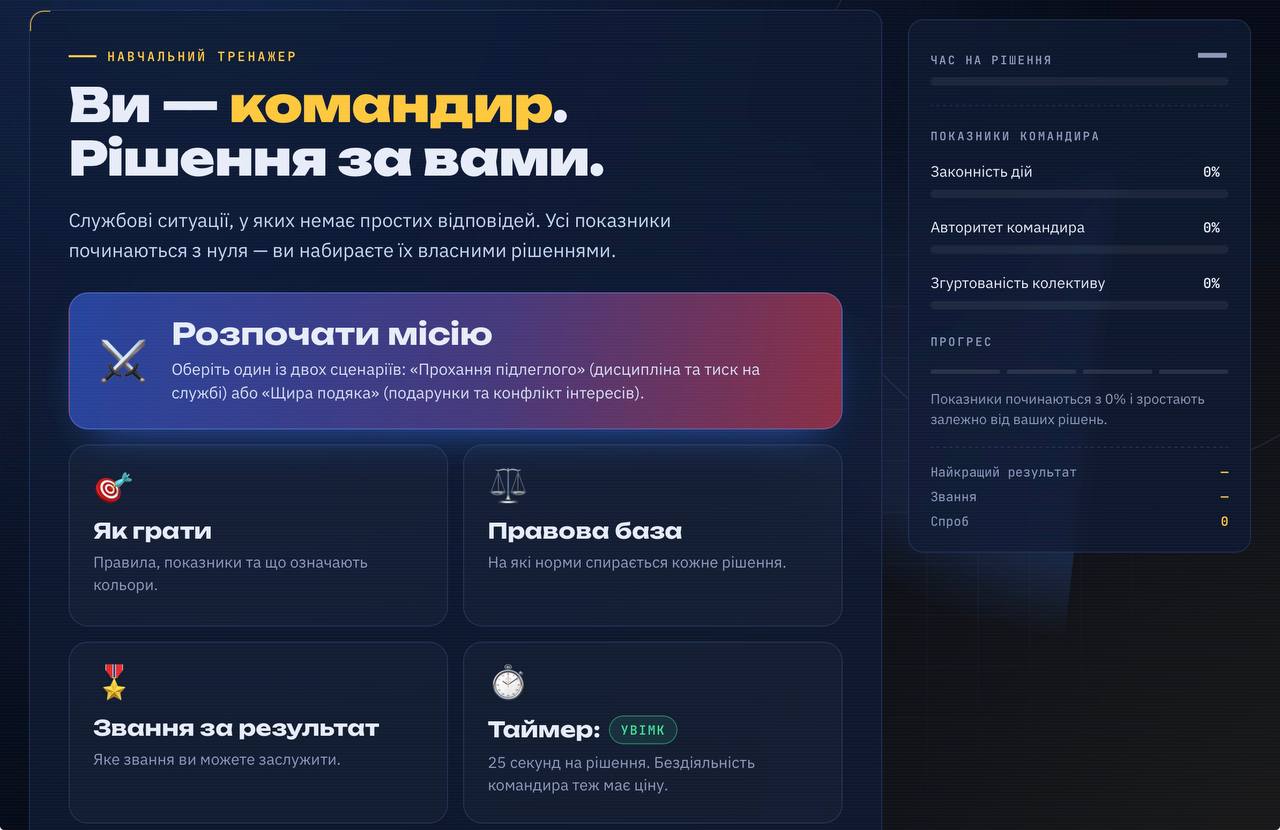 НАВЧАЛЬНИЙ ТРЕНАЖЕР
Ви — командир.
Рішення за вами.
Службові ситуації, у яких немає простих відповідей. Усі показники
починаються з нуля — ви набираєте їх власними рішеннями.
Розпочати місію
Оберіть один із двох сценаріїв: «Прохання підлеглого» (дисципліна та тиск на
службі) або «Щира подяка» (подарунки та конфлікт інтересів).
Як грати
Правила, показники та що означають
кольори.
Правова база
На які норми спирається кожне рішення.
Звання за результат
Яке звання ви можете заслужити.
Таймер: УВІМК
25 секунд на рішення. Бездіяльність
командира теж має ціну.
ЧАС НА РІШЕННЯ —
ПОКАЗНИКИ КОМАНДИРА
Законність дій 0%
Авторитет командира 0%
Згуртованість колективу 0%
ПРОГРЕС
Показники починаються з 0% і зростають
залежно від ваших рішень.
Найкращий результат —
Звання —
Спроб 0